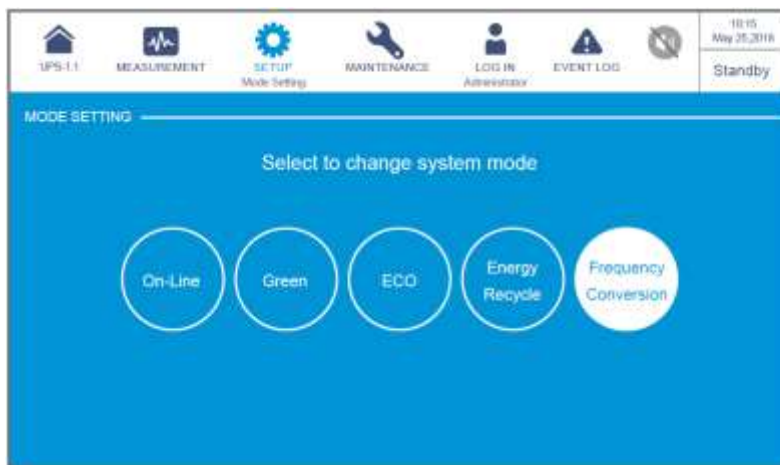 UPS-1.1
MEASUREMENT
SETUP
Mode Setting
MAINTENANCE
LOG IN
Administrator
EVENT LOG
10:15
May 25,2016
Standby
MODE SETTING
Select to change system mode
On-Line
Green
ECO
Energy
Recycle
Frequency
Conversion